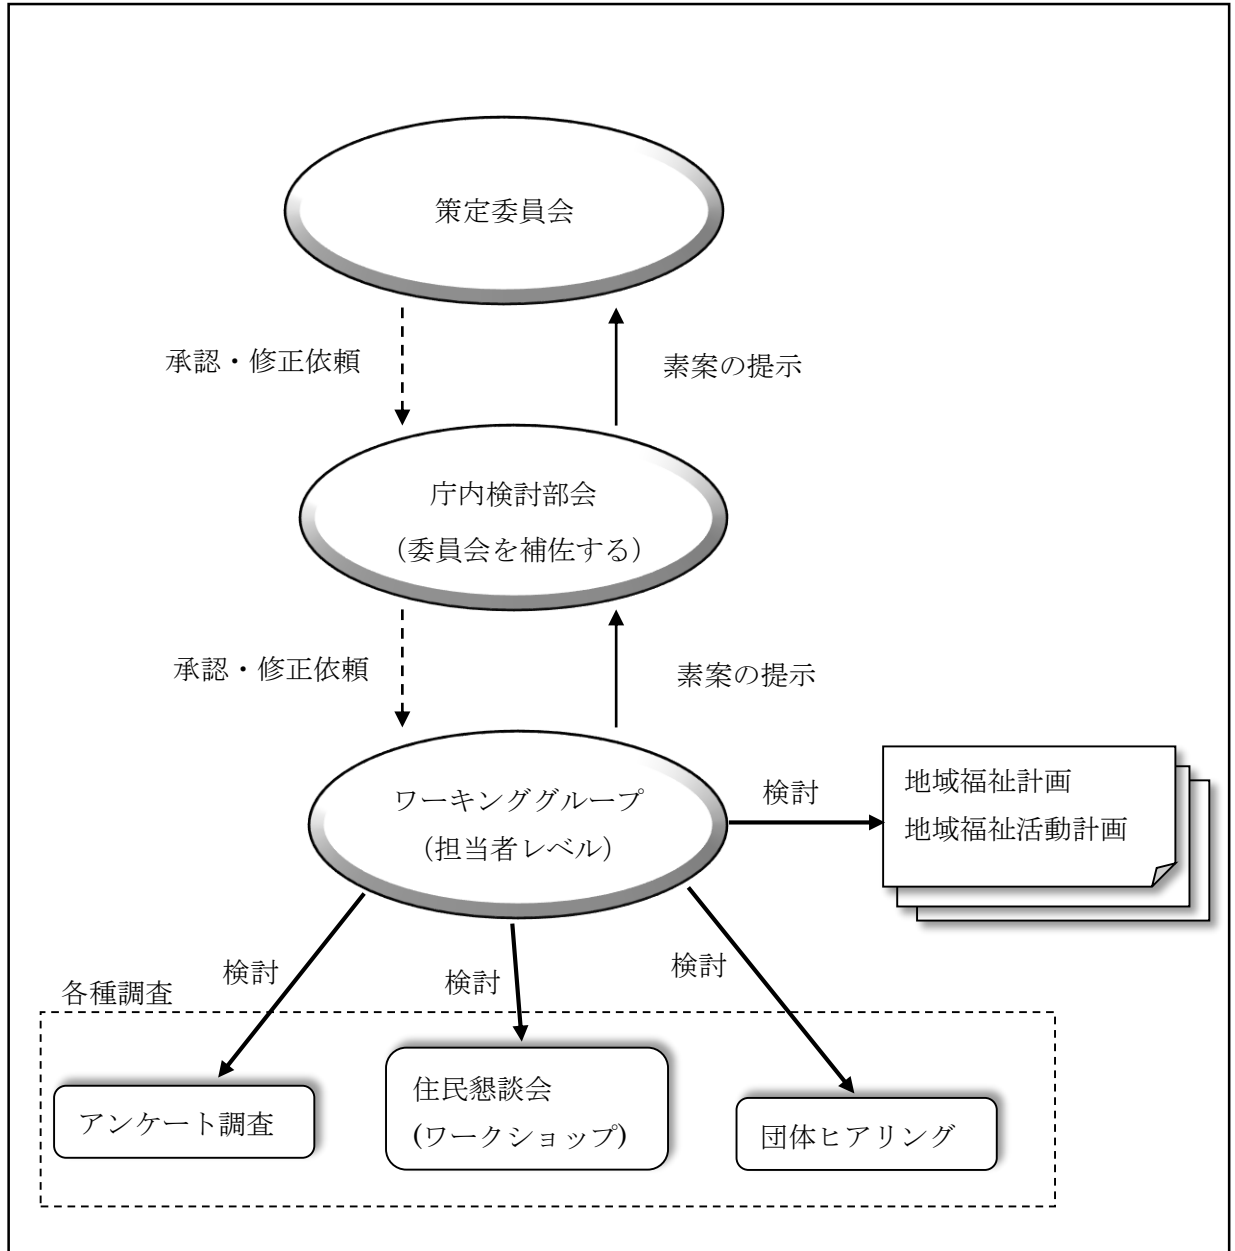 策定委員会
承認・修正依頼
素案の提示
庁内検討部会
（委員会を補佐する）
承認・修正依頼
素案の提示
ワーキンググループ
（担当者レベル）
検討
地域福祉計画
地域福祉活動計画
検討
検討
検討
各種調査
アンケート調査
住民懇談会
(ワークショップ)
団体ヒアリング